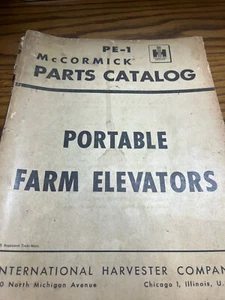 PE-1
McCORMICK
PARTS CATALOG
PORTABLE
FARM ELEVATORS
INTERNATIONAL HARVESTER COMPAN
0 North Michigan Avenue Chicago 1, Illinois, U.